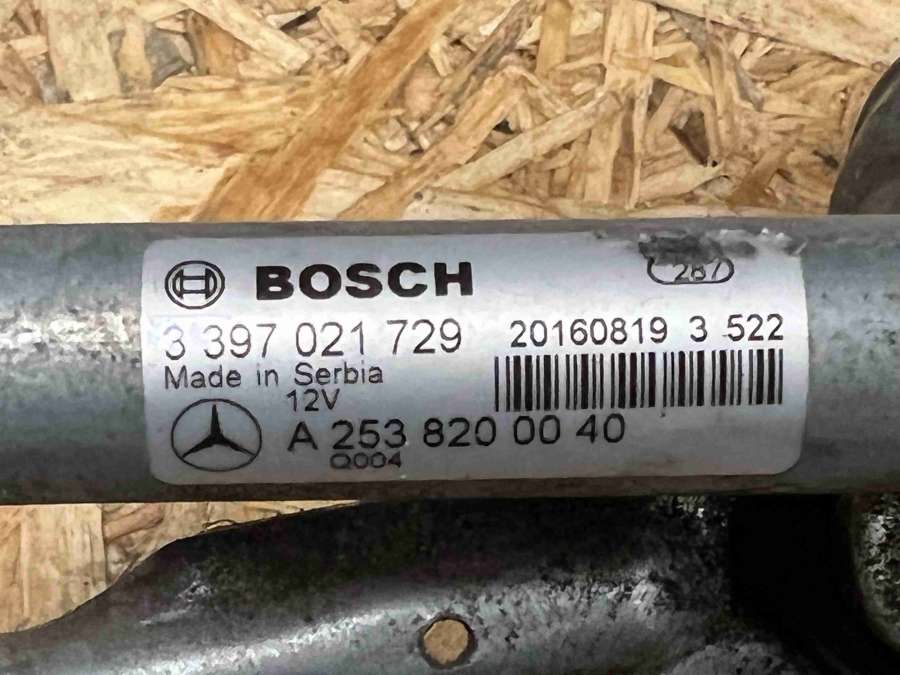 BOSCH
287
3 397 021 729
20160819 3 522
Made in Serbia
12V
A 253 820 00 40
Q004